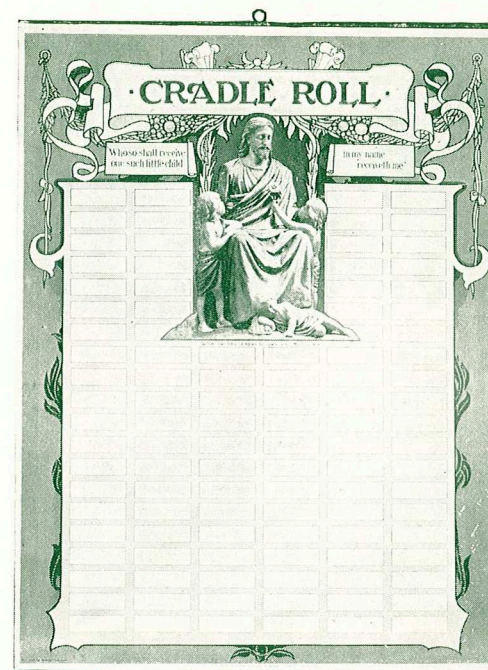 ·CRADLE ROLL·
Whoso shall receive
one such little child
in my name
receiveth me"